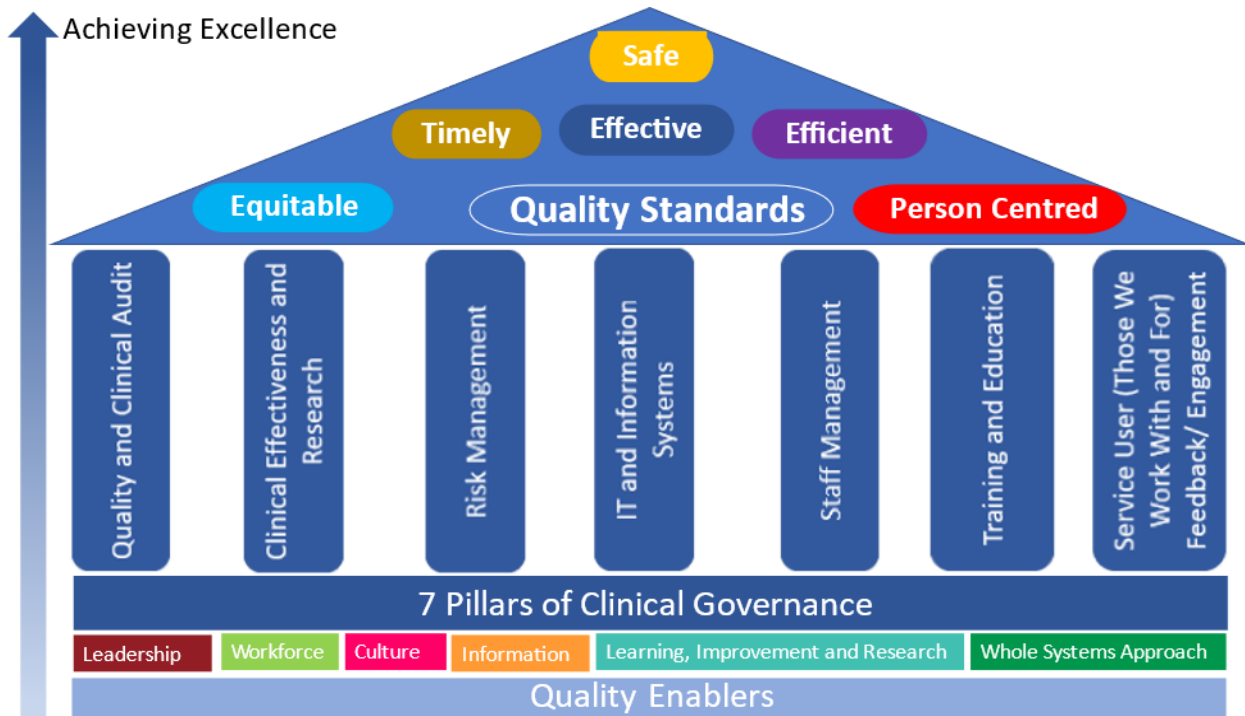 Achieving Excellence
Safe
Timely
Effective
Efficient
Equitable
Quality Standards
Person Centred
Quality and Clinical Audit
Clinical Effectiveness and
Research
Risk Management
IT and Information
Systems
Staff Management
Training and Education
Service User (Those We
Work With and For)
Feedback/ Engagement
7 Pillars of Clinical Governance
Leadership
Workforce
Culture
Information
Learning, Improvement and Research
Whole Systems Approach
Quality Enablers